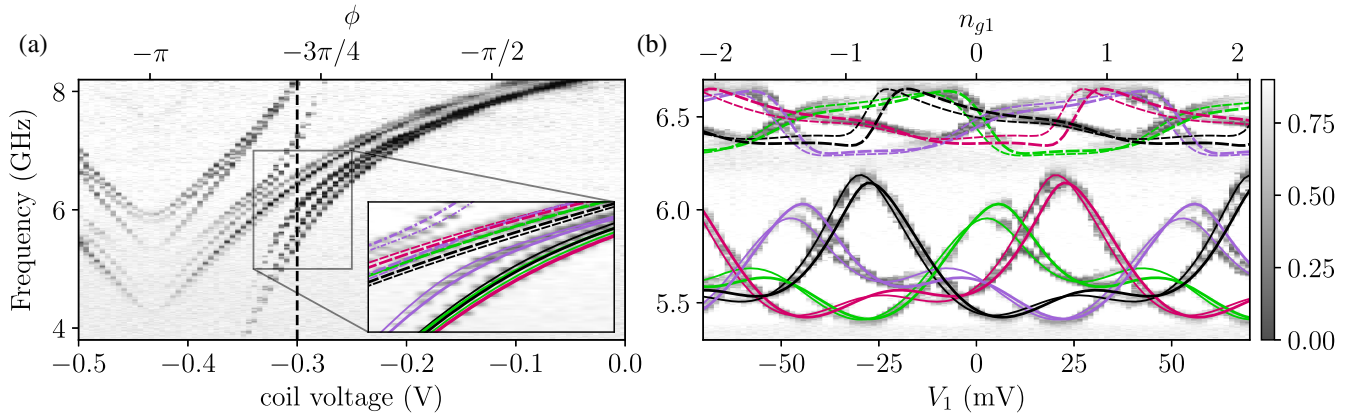 (a)
ϕ
−π −3π/4 −π/2
Frequency (GHz)
8
6
4
−0.5 −0.4 −0.3 −0.2 −0.1 0.0
coil voltage (V)
(b)
n_{g1}
−2 −1 0 1 2
6.5
6.0
5.5
−50 −25 0 25 50
V_1 (mV)
0.75
0.50
0.25
0.00